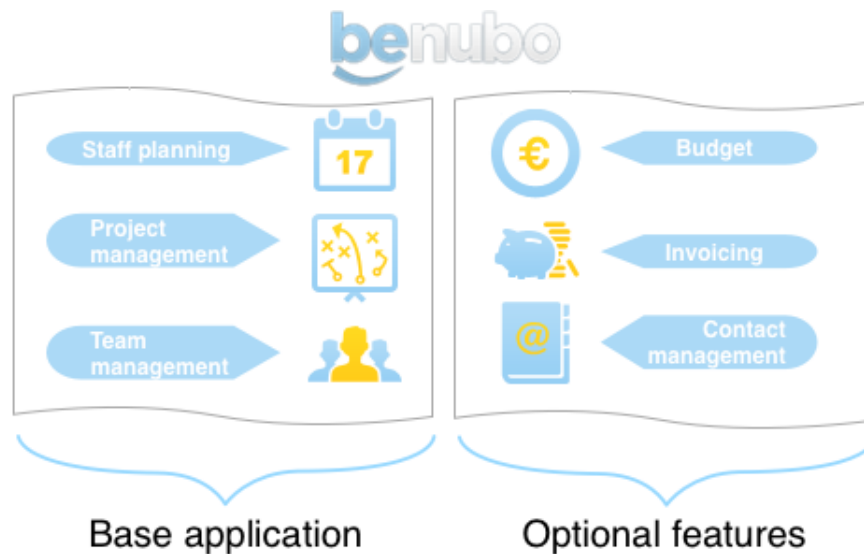 benubo
Staff planning
17
Project
management
Team
management
€
Budget
Invoicing
@
Contact
management
Base application
Optional features